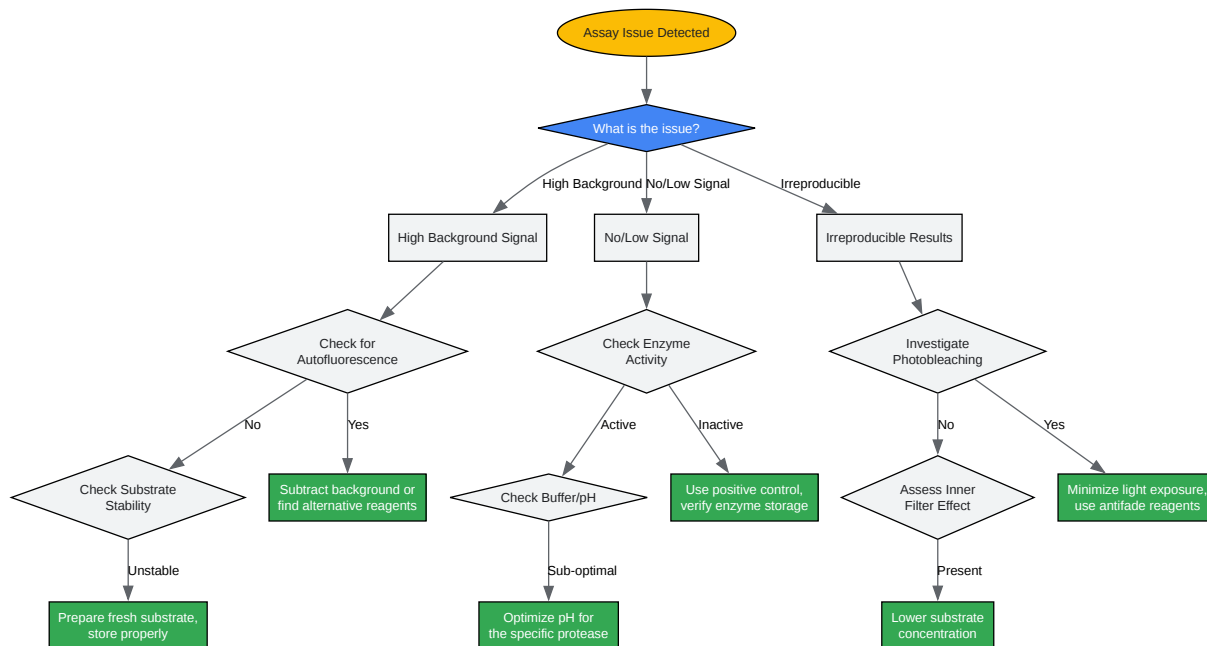 Assay Issue Detected
What is the issue?
High Background
No/Low Signal
Irreproducible
High Background Signal
No/Low Signal
Irreproducible Results
Check for
Autofluorescence
Check Enzyme
Activity
Investigate
Photobleaching
No
Yes
Active
Inactive
No
Yes
Check Substrate
Stability
Subtract background or
find alternative reagents
Check Buffer/pH
Use positive control,
verify enzyme storage
Assess Inner
Filter Effect
Minimize light exposure,
use antifade reagents
Unstable
Sub-optimal
Present
Prepare fresh substrate,
store properly
Optimize pH for
the specific protease
Lower substrate
concentration